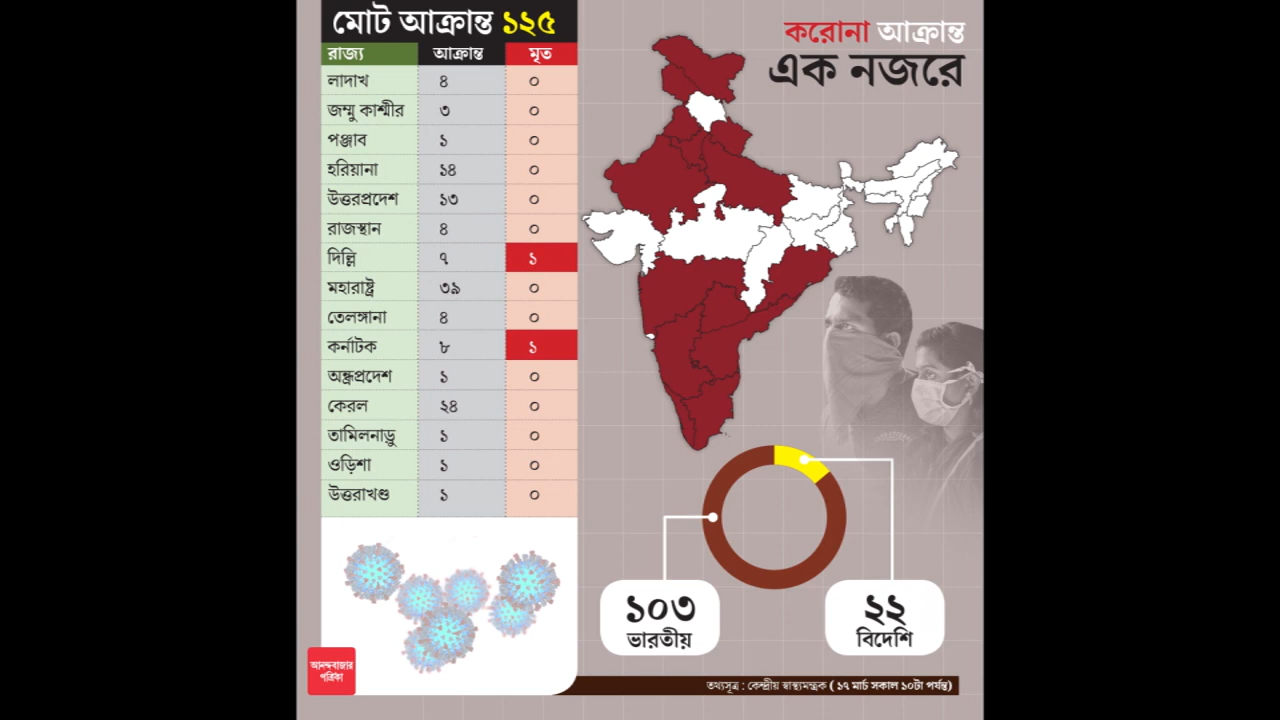 মোট আক্রান্ত ১২৫
রাজ্য আক্রান্ত মৃত
লাদাখ ৪ ০
জম্মু কাশ্মীর ৩ ০
পঞ্জাব ১ ০
হরিয়ানা ১৪ ০
উত্তরপ্রদেশ ১৩ ০
রাজস্থান ৪ ০
দিল্লি ৭ ১
মহারাষ্ট্র ৩৯ ০
তেলঙ্গানা ৪ ০
কর্নাটক ৮ ১
অন্ধ্রপ্রদেশ ১ ০
কেরল ২৪ ০
তামিলনাড়ু ১ ০
ওড়িশা ১ ০
উত্তরাখণ্ড ১ ০
করোনা আক্রান্ত
এক নজরে
১০৩
ভারতীয়
২২
বিদেশি
আনন্দবাজার
পত্রিকা
তথ্যসূত্র : কেন্দ্রীয় স্বাস্থ্যমন্ত্রক ( ১৭ মার্চ সকাল ১০টা পর্যন্ত)